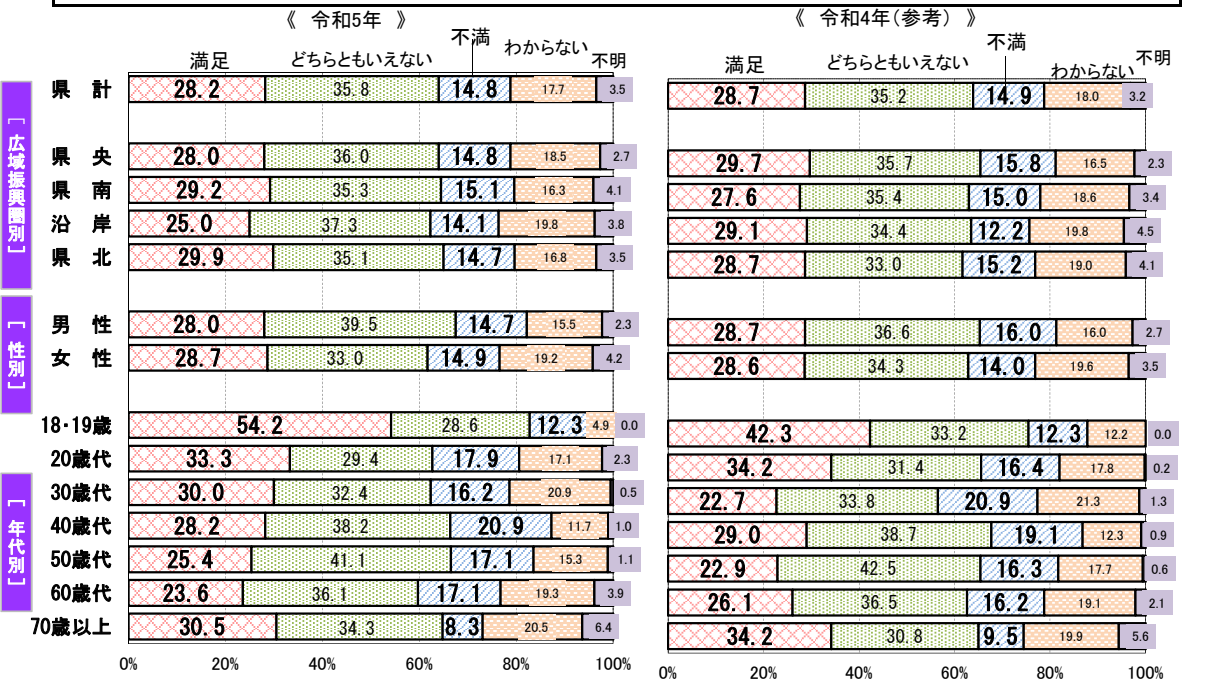 《 令和5年 》
《 令和4年（参考） 》
満足 どちらともいえない 不満 わからない 不明
満足 どちらともいえない 不満 わからない 不明
[広域振興圏別]
県 計 28.2 35.8 14.8 17.7 3.5 28.7 35.2 14.9 18.0 3.2
県 央 28.0 36.0 14.8 18.5 2.7 29.7 35.7 15.8 16.5 2.3
県 南 29.2 35.3 15.1 16.3 4.1 27.6 35.4 15.0 18.6 3.4
沿 岸 25.0 37.3 14.1 19.8 3.8 29.1 34.4 12.2 19.8 4.5
県 北 29.9 35.1 14.7 16.8 3.5 28.7 33.0 15.2 19.0 4.1
[性別]
男 性 28.0 39.5 14.7 15.5 2.3 28.7 36.6 16.0 16.0 2.7
女 性 28.7 33.0 14.9 19.2 4.2 28.6 34.3 14.0 19.6 3.5
[年代別]
18・19歳 54.2 28.6 12.3 4.9 0.0 42.3 33.2 12.3 12.2 0.0
20歳代 33.3 29.4 17.9 17.1 2.3 34.2 31.4 16.4 17.8 0.2
30歳代 30.0 32.4 16.2 20.9 0.5 22.7 33.8 20.9 21.3 1.3
40歳代 28.2 38.2 20.9 11.7 1.0 29.0 38.7 19.1 12.3 0.9
50歳代 25.4 41.1 17.1 15.3 1.1 22.9 42.5 16.3 17.7 0.6
60歳代 23.6 36.1 17.1 19.3 3.9 26.1 36.5 16.2 19.1 2.1
70歳以上 30.5 34.3 8.3 20.5 6.4 34.2 30.8 9.5 19.9 5.6
0% 20% 40% 60% 80% 100%
0% 20% 40% 60% 80% 100%